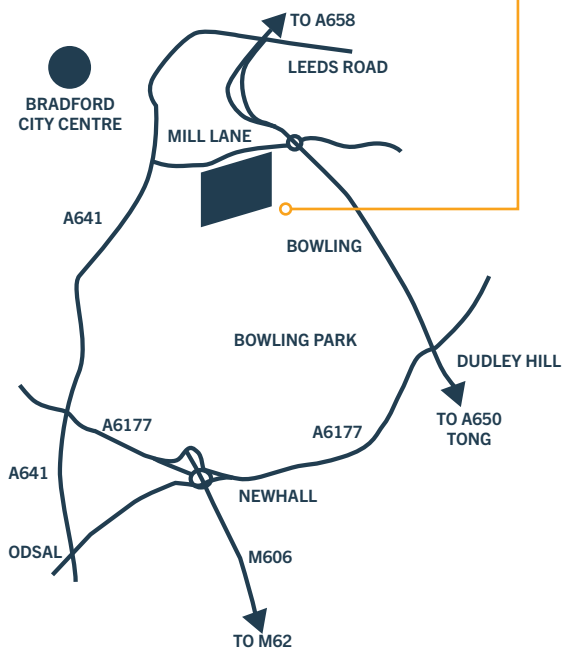 TO A658
LEEDS ROAD
BRADFORD
CITY CENTRE
MILL LANE
A641
BOWLING
BOWLING PARK
DUDLEY HILL
TO A650
TONG
A6177
A6177
A641
NEWHALL
ODSAL
M606
TO M62